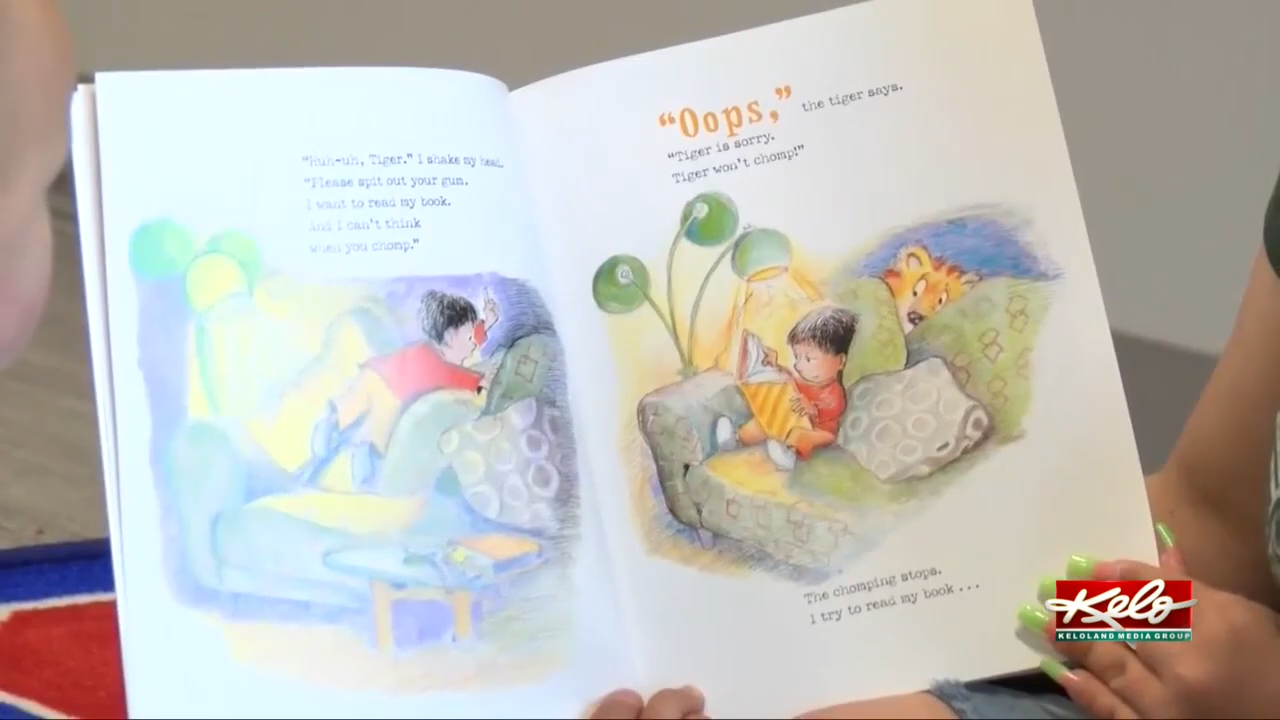 "Huh-uh, Tiger." I shake my head.
"Please spit out your gum.
I want to read my book.
And I can't think
when you chomp."
"Oops," the tiger says.
"Tiger is sorry.
Tiger won't chomp!"
The chomping stops.
I try to read my book . . .
Kelo
KELOLAND MEDIA GROUP